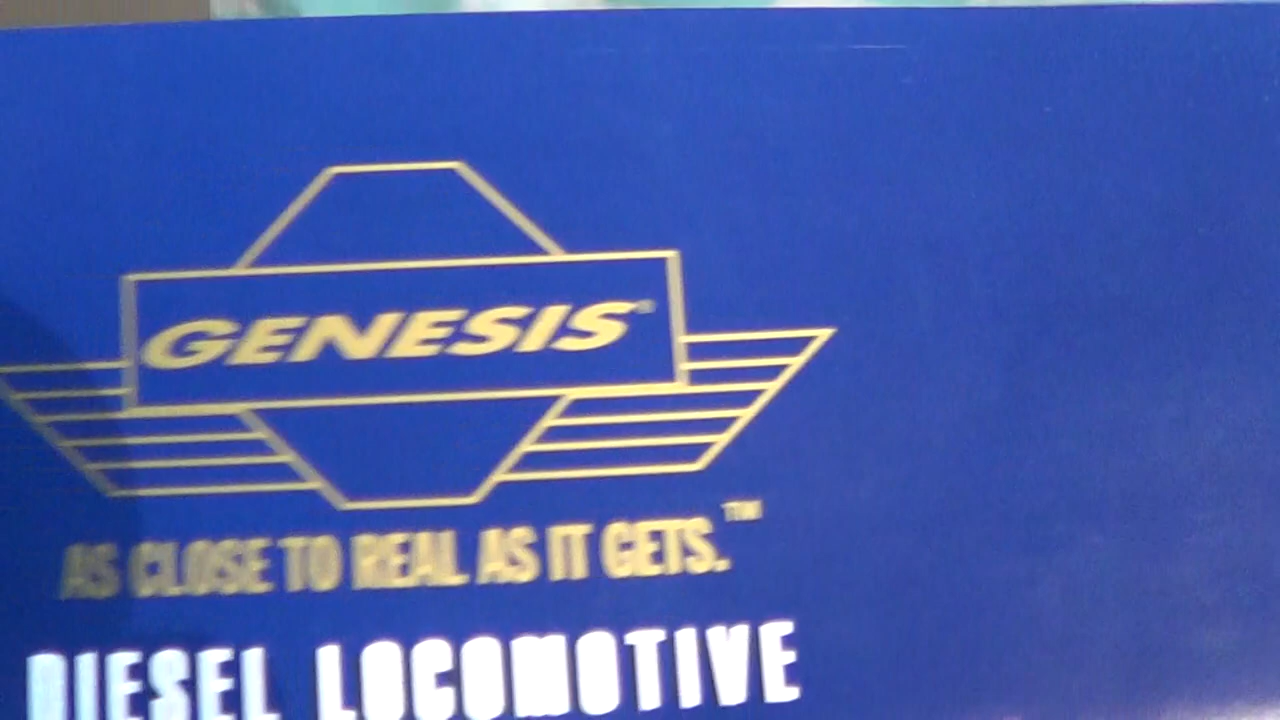 GENESIS®
AS CLOSE TO REAL AS IT GETS.™
DIESEL LOCOMOTIVE